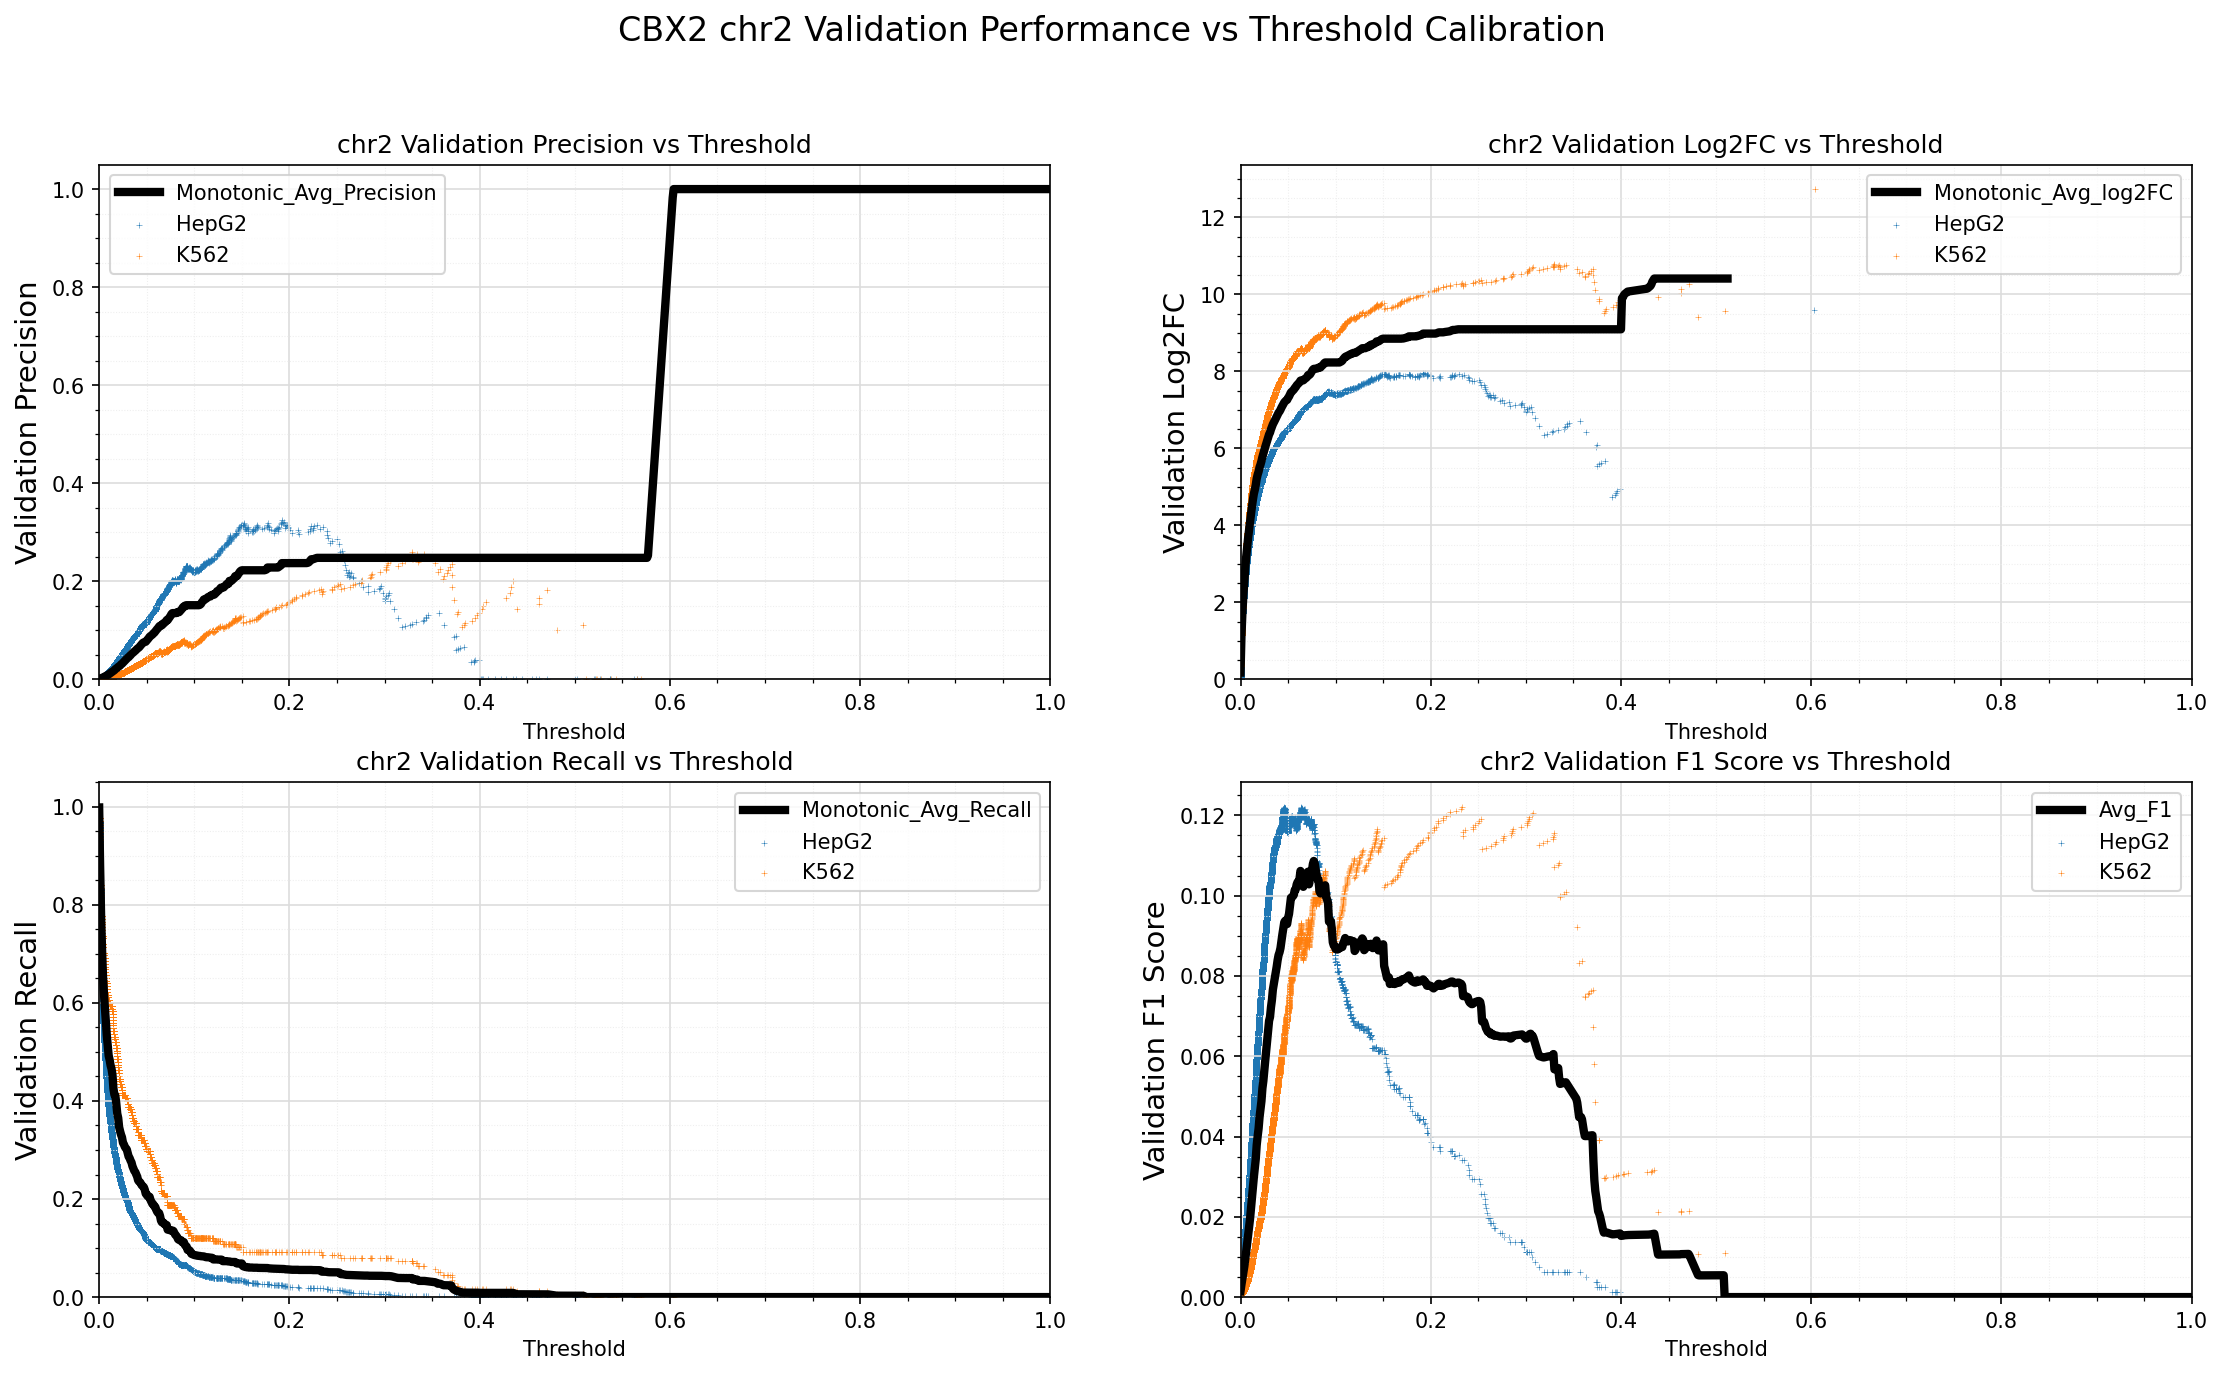 CBX2 chr2 Validation Performance vs Threshold Calibration
chr2 Validation Precision vs Threshold
Validation Precision
1.0
0.8
0.6
0.4
0.2
0.0
Monotonic_Avg_Precision
HepG2
K562
0.0 0.2 0.4 0.6 0.8 1.0
Threshold
chr2 Validation Log2FC vs Threshold
Validation Log2FC
12
10
8
6
4
2
0
Monotonic_Avg_log2FC
HepG2
K562
0.0 0.2 0.4 0.6 0.8 1.0
Threshold
chr2 Validation Recall vs Threshold
Validation Recall
1.0
0.8
0.6
0.4
0.2
0.0
Monotonic_Avg_Recall
HepG2
K562
0.0 0.2 0.4 0.6 0.8 1.0
Threshold
chr2 Validation F1 Score vs Threshold
Validation F1 Score
0.12
0.10
0.08
0.06
0.04
0.02
0.00
Avg_F1
HepG2
K562
0.0 0.2 0.4 0.6 0.8 1.0
Threshold